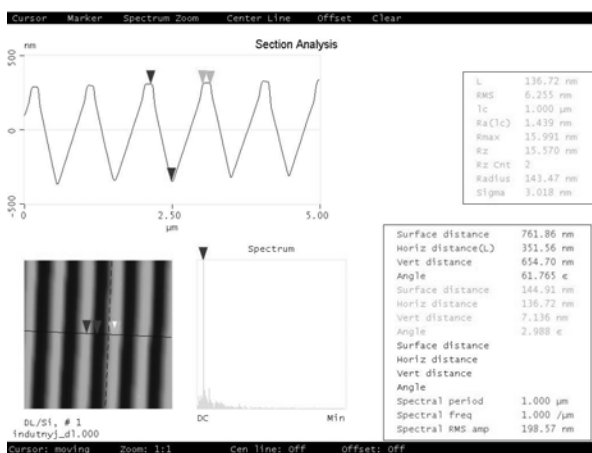 Cursor Marker Spectrum Zoom Center Line Offset Clear
nm
Section Analysis
500
0
-500
0 2.50 5.00
µm
L 136.72 nm
RMS 6.255 nm
lc 1.000 µm
Ra(lc) 1.439 nm
Rmax 15.991 nm
Rz 15.570 nm
Rz Cnt 2
Radius 143.47 nm
Sigma 3.018 nm
Surface distance 761.86 nm
Horiz distance(L) 351.56 nm
Vert distance 654.70 nm
Angle 61.765 є
Surface distance 144.91 nm
Horiz distance 136.72 nm
Vert distance 7.136 nm
Angle 2.988 є
Surface distance
Horiz distance
Vert distance
Angle
Spectral period 1.000 µm
Spectral freq 1.000 /µm
Spectral RMS amp 198.57 nm
Spectrum
DC Min
DL/Si, # 1
indutnyj_dl.000
Cursor: moving Zoom: 1:1 Cen line: Off Offset: Off